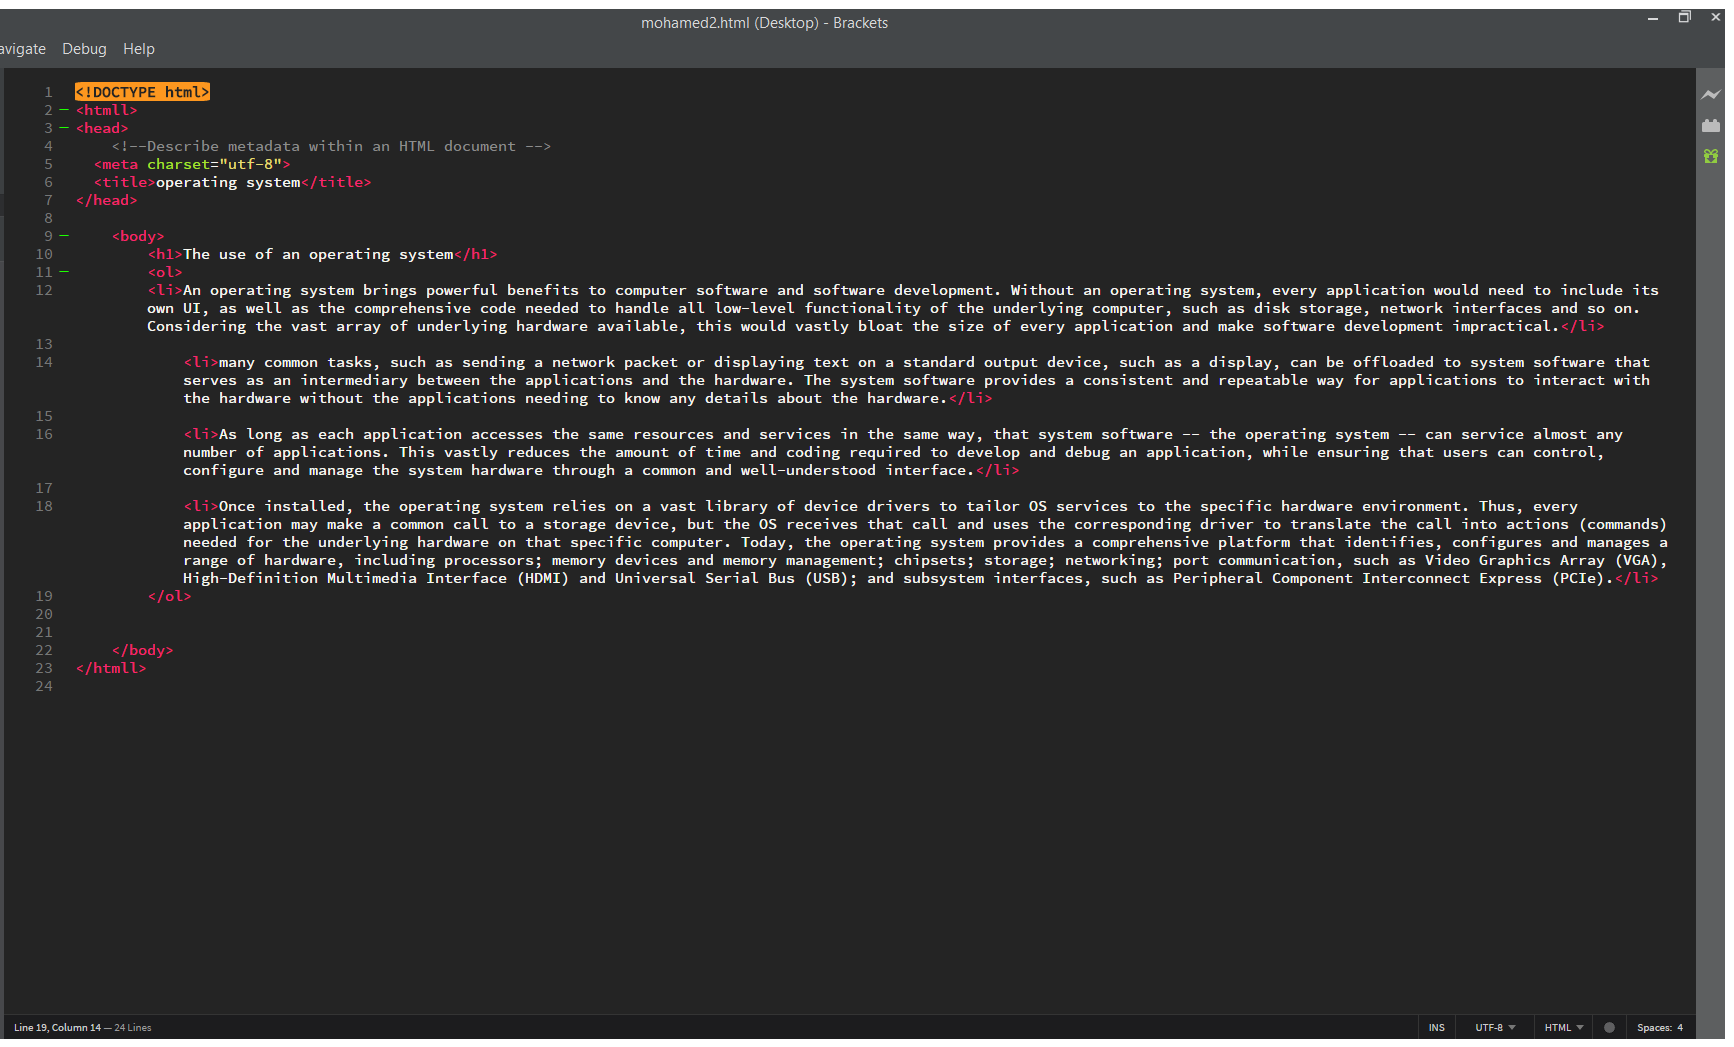 mohamed2.html (Desktop) - Brackets
avigate Debug Help
1 <!DOCTYPE html>
2 <htmll>
3 <head>
4 <!--Describe metadata within an HTML document -->
5 <meta charset="utf-8">
6 <title>operating system</title>
7 </head>
8
9 <body>
10 <h1>The use of an operating system</h1>
11 <ol>
12 <li>An operating system brings powerful benefits to computer software and software development. Without an operating system, every application would need to include its
own UI, as well as the comprehensive code needed to handle all low-level functionality of the underlying computer, such as disk storage, network interfaces and so on.
Considering the vast array of underlying hardware available, this would vastly bloat the size of every application and make software development impractical.</li>
13
14 <li>many common tasks, such as sending a network packet or displaying text on a standard output device, such as a display, can be offloaded to system software that
serves as an intermediary between the applications and the hardware. The system software provides a consistent and repeatable way for applications to interact with
the hardware without the applications needing to know any details about the hardware.</li>
15
16 <li>As long as each application accesses the same resources and services in the same way, that system software -- the operating system -- can service almost any
number of applications. This vastly reduces the amount of time and coding required to develop and debug an application, while ensuring that users can control,
configure and manage the system hardware through a common and well-understood interface.</li>
17
18 <li>Once installed, the operating system relies on a vast library of device drivers to tailor OS services to the specific hardware environment. Thus, every
application may make a common call to a storage device, but the OS receives that call and uses the corresponding driver to translate the call into actions (commands)
needed for the underlying hardware on that specific computer. Today, the operating system provides a comprehensive platform that identifies, configures and manages a
range of hardware, including processors; memory devices and memory management; chipsets; storage; networking; port communication, such as Video Graphics Array (VGA),
High-Definition Multimedia Interface (HDMI) and Universal Serial Bus (USB); and subsystem interfaces, such as Peripheral Component Interconnect Express (PCIe).</li>
19 </ol>
20
21
22 </body>
23 </htmll>
24
Line 19, Column 14 — 24 Lines INS UTF-8 HTML Spaces: 4